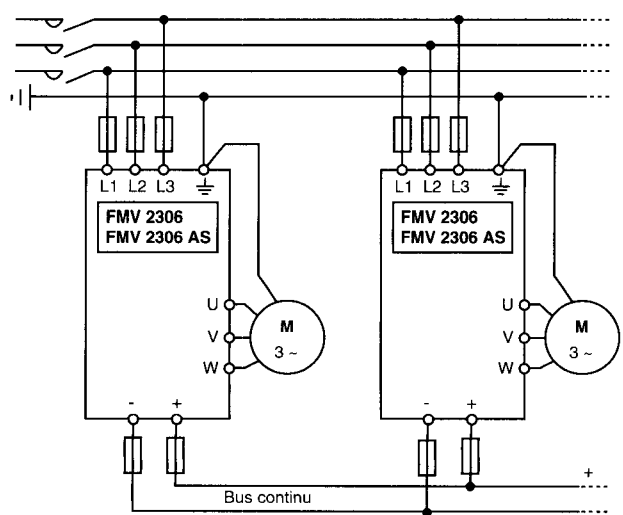 L1 L2 L3 L1 L2 L3
FMV 2306 FMV 2306
FMV 2306 AS FMV 2306 AS
U U
V M V M
3 ~ 3 ~
W W
- + - +
+
Bus continu